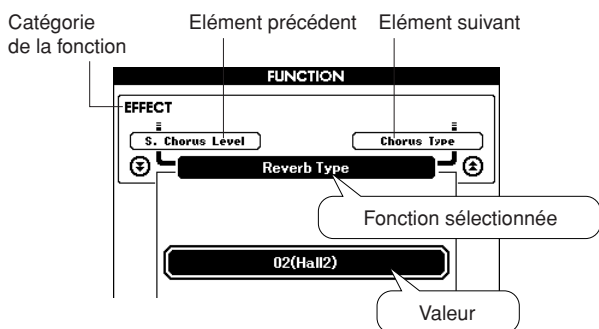 Catégorie
de la fonction
Elément précédent
Elément suivant
FUNCTION
EFFECT
S. Chorus Level
Chorus Type
Reverb Type
Fonction sélectionnée
02(Hall2)
Valeur